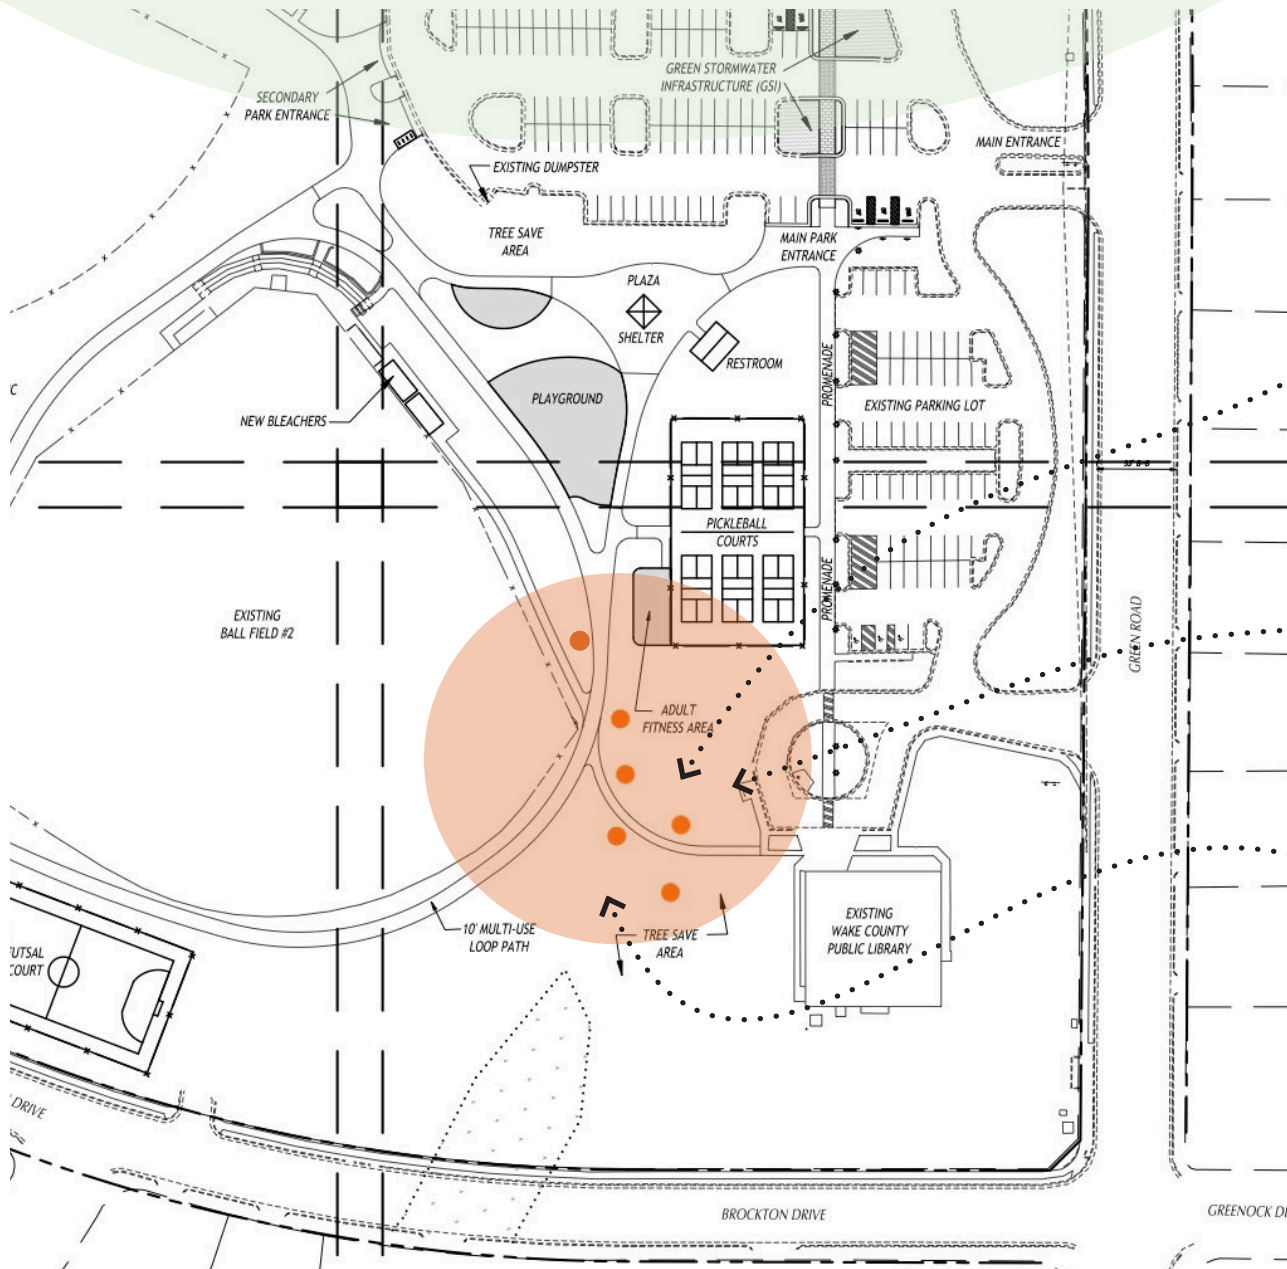 GREEN STORMWATER
INFRASTRUCTURE (GSI)
SECONDARY
PARK ENTRANCE
MAIN ENTRANCE
EXISTING DUMPSTER
TREE SAVE
AREA
MAIN PARK
ENTRANCE
PLAZA
SHELTER
RESTROOM
PROMENADE
PLAYGROUND
EXISTING PARKING LOT
NEW BLEACHERS
PICKLEBALL
COURTS
PROMENADE
EXISTING
BALL FIELD #2
GREEN ROAD
ADULT
FITNESS AREA
10' MULTI-USE
LOOP PATH
TREE SAVE
AREA
EXISTING
WAKE COUNTY
PUBLIC LIBRARY
UTSAL
COURT
DRIVE
BROCKTON DRIVE
GREENOCK